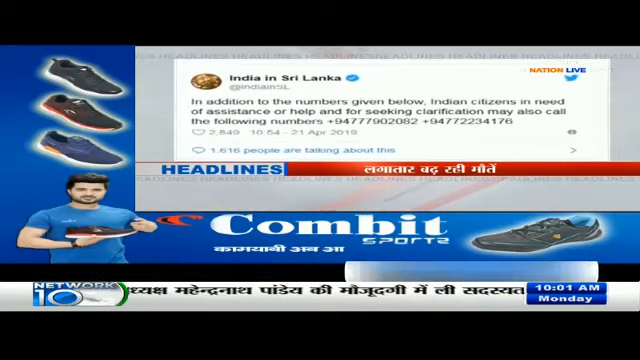 NATION LIVE
India in Sri Lanka
@IndiainSL
In addition to the numbers given below, Indian citizens in need
of assistance or help and for seeking clarification may also call
the following numbers +94777902082 +94772234176
2,849 10:54 - 21 Apr 2019
1,616 people are talking about this
HEADLINES
लगातार बढ़ रही मौतें
Combit
SPORTS
कामयाबी अब आ
NETWORK
10
ध्यक्ष महेन्द्रनाथ पांडेय की मौजूदगी में ली सदस्यत
10:01 AM
Monday